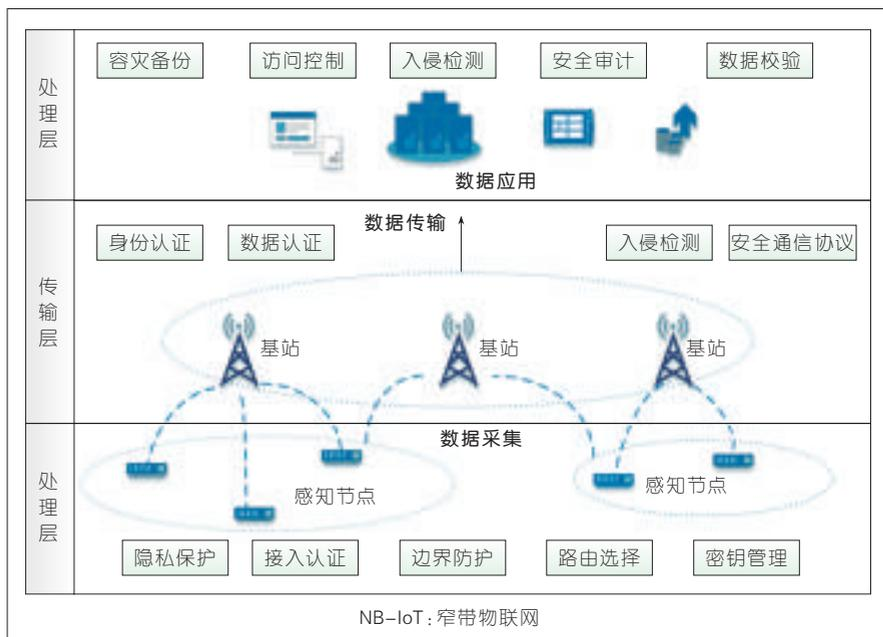 处理层
容灾备份
访问控制
入侵检测
安全审计
数据校验
数据应用
传输层
数据传输
身份认证
数据认证
入侵检测
安全通信协议
基站
基站
基站
处理层
数据采集
感知节点
感知节点
隐私保护
接入认证
边界防护
路由选择
密钥管理
NB-IoT:窄带物联网